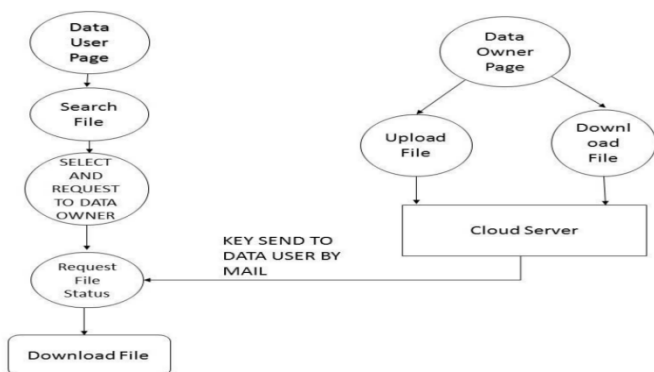 Data
User
Page
Search
File
SELECT
AND
REQUEST
TO DATA
OWNER
Request
File
Status
Download File
KEY SEND TO
DATA USER BY
MAIL
Data
Owner
Page
Upload
File
Downl
oad
File
Cloud Server